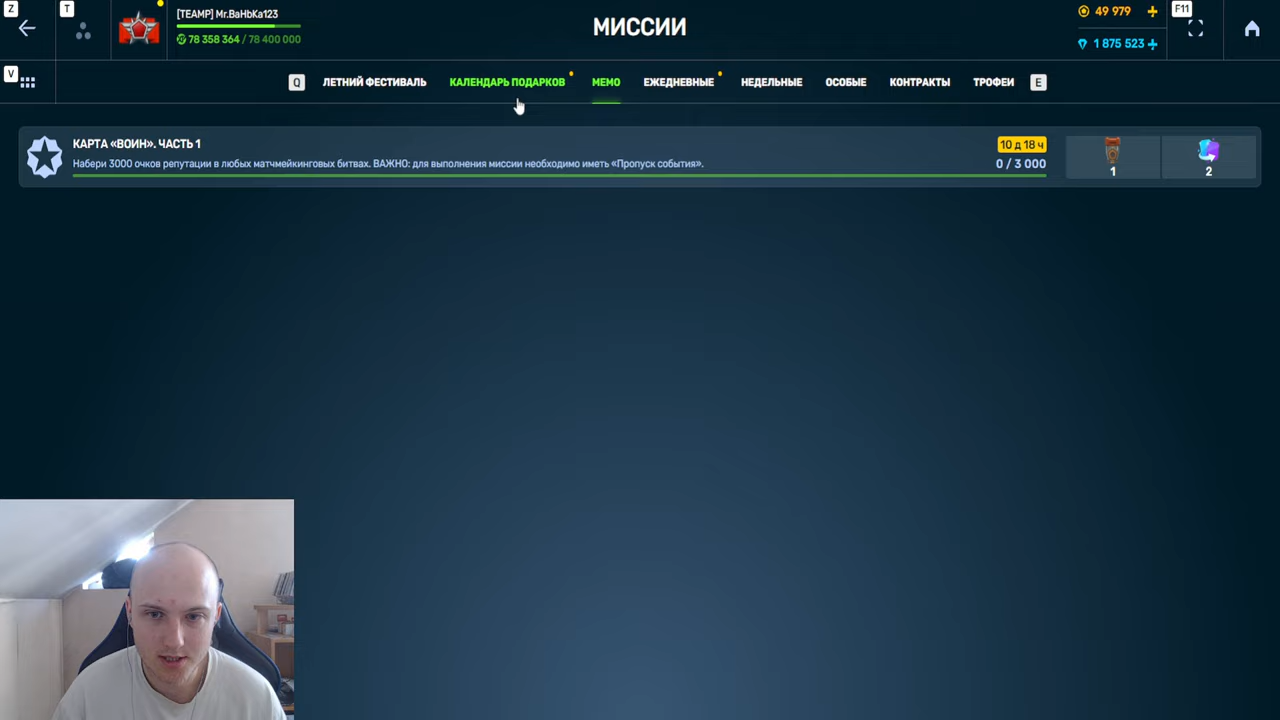 Z
T
[TEAMP] Mr.BaHbKa123
78 358 364 / 78 400 000
МИССИИ
49 979
1 875 523
F11
V
Q
ЛЕТНИЙ ФЕСТИВАЛЬ
КАЛЕНДАРЬ ПОДАРКОВ
МЕМО
ЕЖЕДНЕВНЫЕ
НЕДЕЛЬНЫЕ
ОСОБЫЕ
КОНТРАКТЫ
ТРОФЕИ
E
КАРТА «ВОИН». ЧАСТЬ 1
Набери 3000 очков репутации в любых матчмейкинговых битвах. ВАЖНО: для выполнения миссии необходимо иметь «Пропуск события».
10 д 18 ч
0 / 3 000
1
2